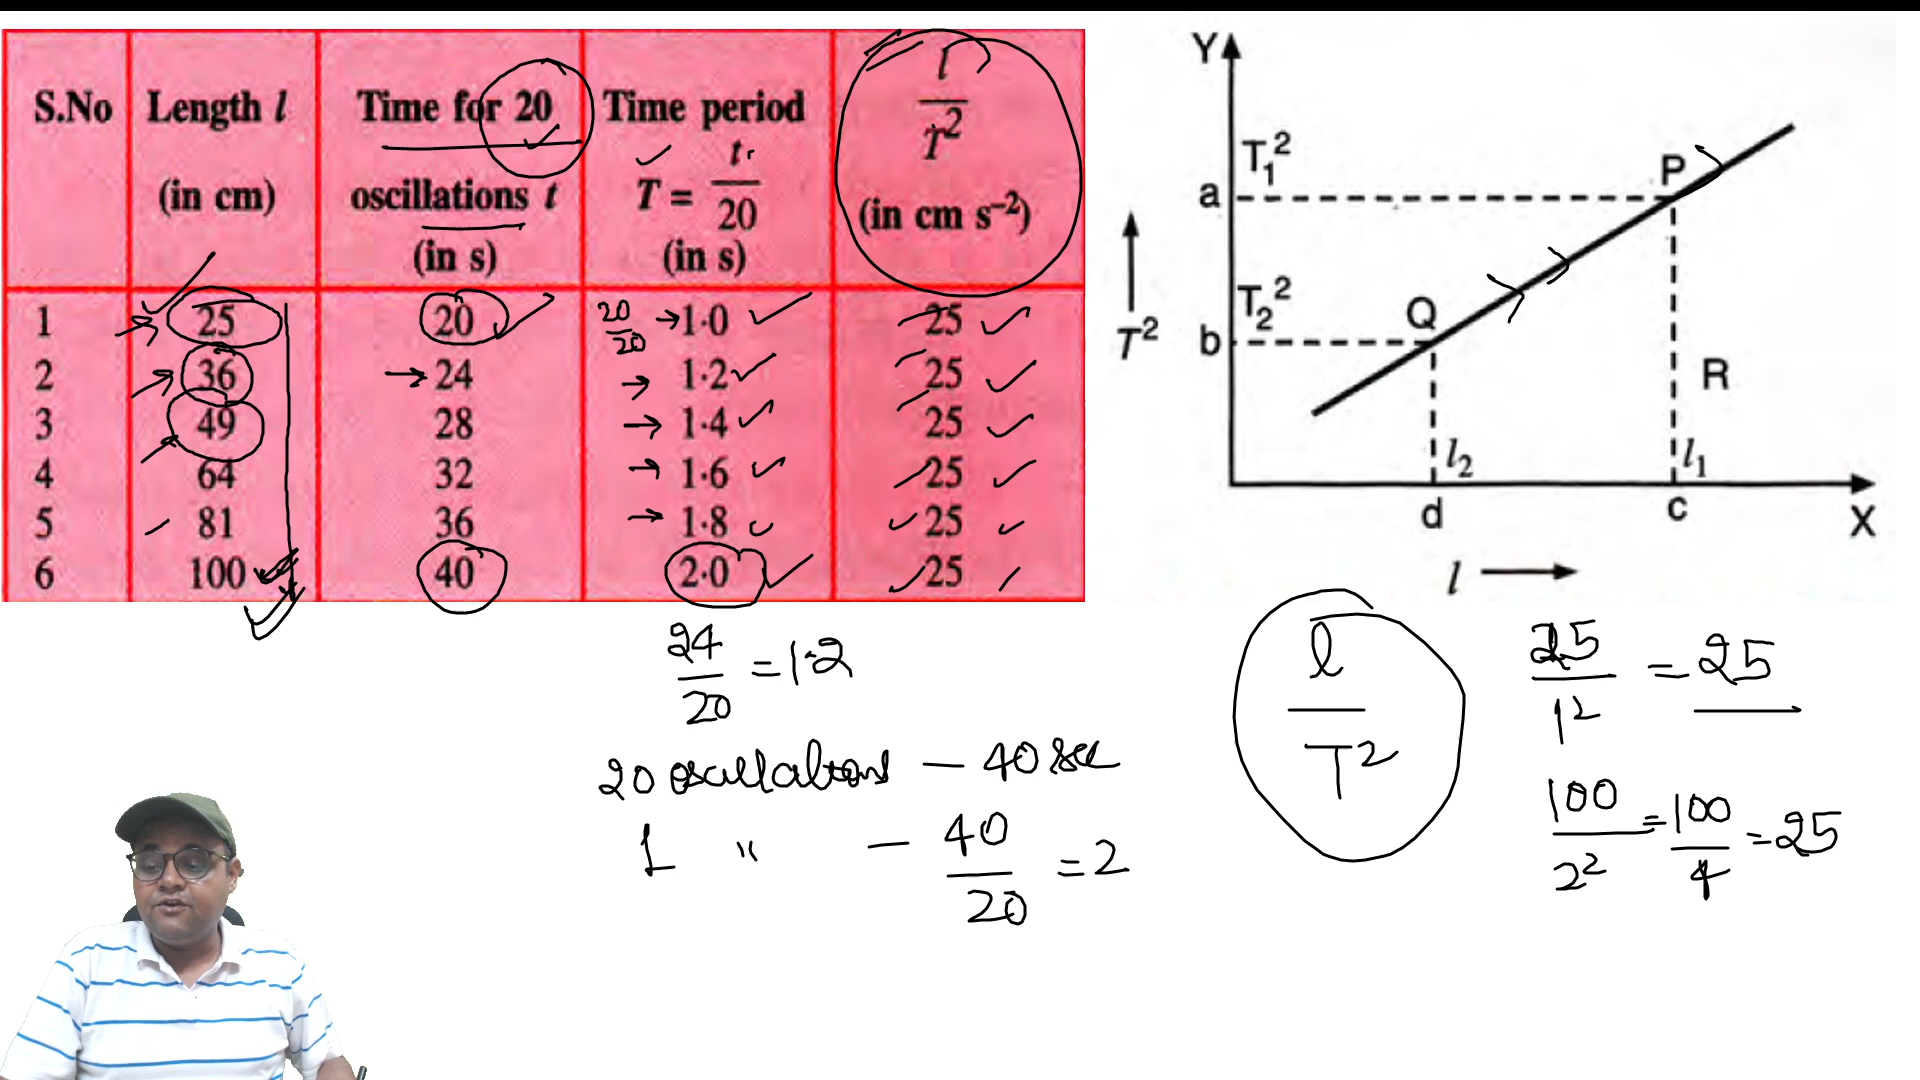 S.No Length l (in cm) Time for 20 oscillations t (in s) Time period T = t/20 (in s) l/T² (in cm s⁻²)
1 25 20 20/20 1·0 25
2 36 24 1·2 25
3 49 28 1·4 25
4 64 32 1·6 25
5 81 36 1·8 25
6 100 40 2·0 25
Y
T₁²
a
P
T₂²
b
Q
T²
R
l₂
l₁
d
c
X
l
24/20 = 1.2
20 oscillations — 40 sec
1 " — 40/20 = 2
l/T²
25/1² = 25
100/2² = 100/4 = 25